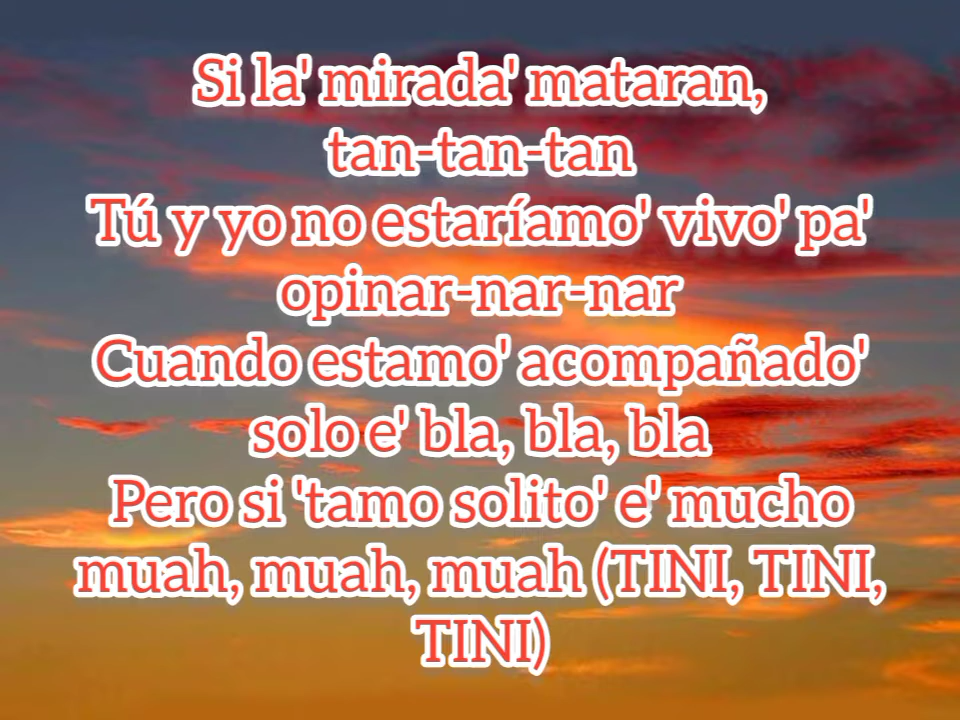 Si la' mirada' mataran,
tan-tan-tan
Tú y yo no estaríamo' vivo' pa'
opinar-nar-nar
Cuando estamo' acompañado'
solo e' bla, bla, bla
Pero si 'tamo solito' e' mucho
muah, muah, muah (TINI, TINI,
TINI)